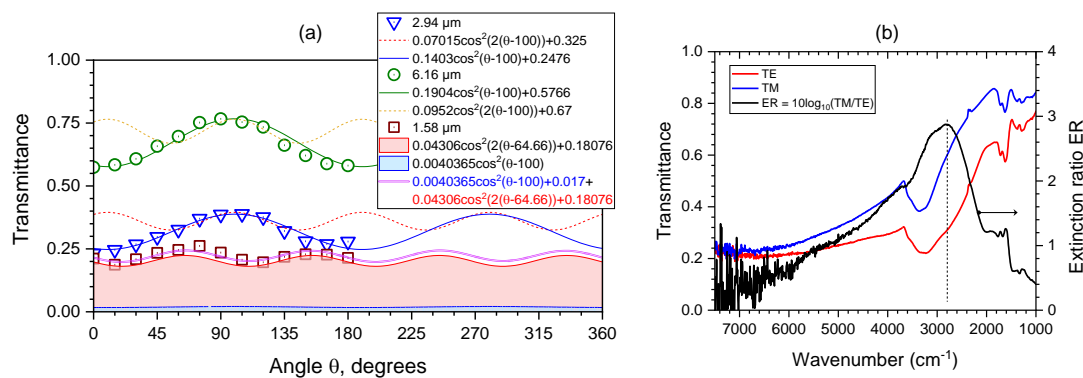 (a)
2.94 µm
0.07015cos²(2(θ-100))+0.325
0.1403cos²(θ-100)+0.2476
6.16 µm
0.1904cos²(θ-100)+0.5766
0.0952cos²(2(θ-100))+0.67
1.58 µm
0.04306cos²(2(θ-64.66))+0.18076
0.0040365cos²(θ-100)
0.0040365cos²(θ-100)+0.017+
0.04306cos²(2(θ-64.66))+0.18076
1.00
0.75
0.50
0.25
0.00
Transmittance
0 45 90 135 180 225 270 315 360
Angle θ, degrees
(b)
TE
TM
ER = 10log₁₀(TM/TE)
1.0
0.8
0.6
0.4
0.2
0.0
Transmittance
4
3
2
1
0
Extinction ratio ER
7000 6000 5000 4000 3000 2000 1000
Wavenumber (cm⁻¹)